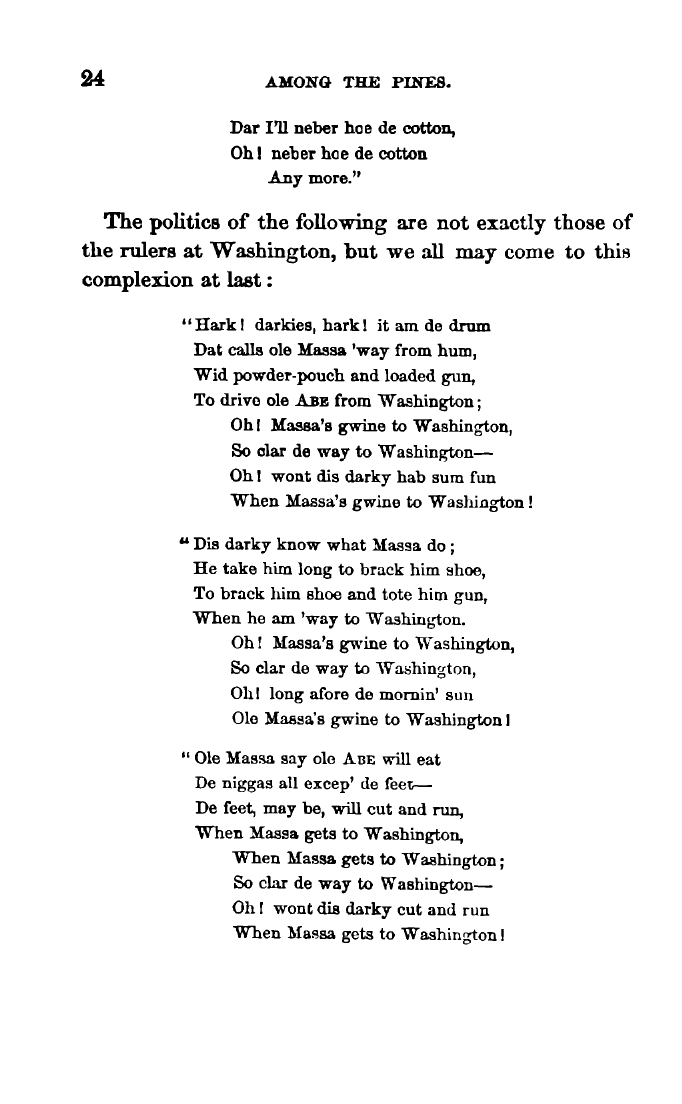 24 AMONG THE PINES.
Dar I'll neber hoe de cotton,
Oh! neber hoe de cotton
Any more."
The politics of the following are not exactly those of
the rulers at Washington, but we all may come to this
complexion at last:
"Hark! darkies, hark! it am de drum
Dat calls ole Massa 'way from hum,
Wid powder-pouch and loaded gun,
To drive ole ABE from Washington;
Oh! Massa's gwine to Washington,
So clar de way to Washington—
Oh! wont dis darky hab sum fun
When Massa's gwine to Washington!
"Dis darky know what Massa do;
He take him long to brack him shoe,
To brack him shoe and tote him gun,
When he am 'way to Washington.
Oh! Massa's gwine to Washington,
So clar de way to Washington,
Oh! long afore de mornin' sun
Ole Massa's gwine to Washington!
"Ole Massa say ole ABE will eat
De niggas all excep' de feet—
De feet, may be, will cut and run,
When Massa gets to Washington,
When Massa gets to Washington;
So clar de way to Washington—
Oh! wont dis darky cut and run
When Massa gets to Washington!